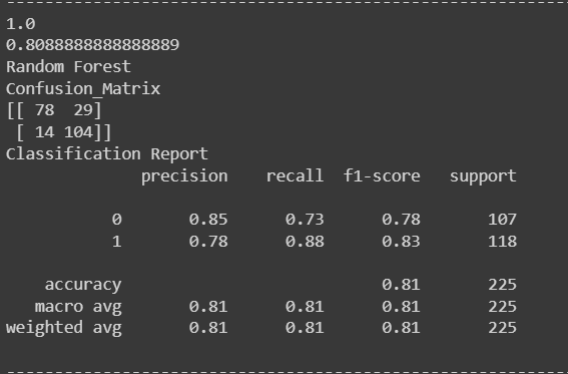 1.0
0.8088888888888889
Random Forest
Confusion_Matrix
[[ 78  29]
 [ 14 104]]
Classification Report
              precision    recall  f1-score   support

           0       0.85      0.73      0.78       107
           1       0.78      0.88      0.83       118

    accuracy                           0.81       225
   macro avg       0.81      0.81      0.81       225
weighted avg       0.81      0.81      0.81       225